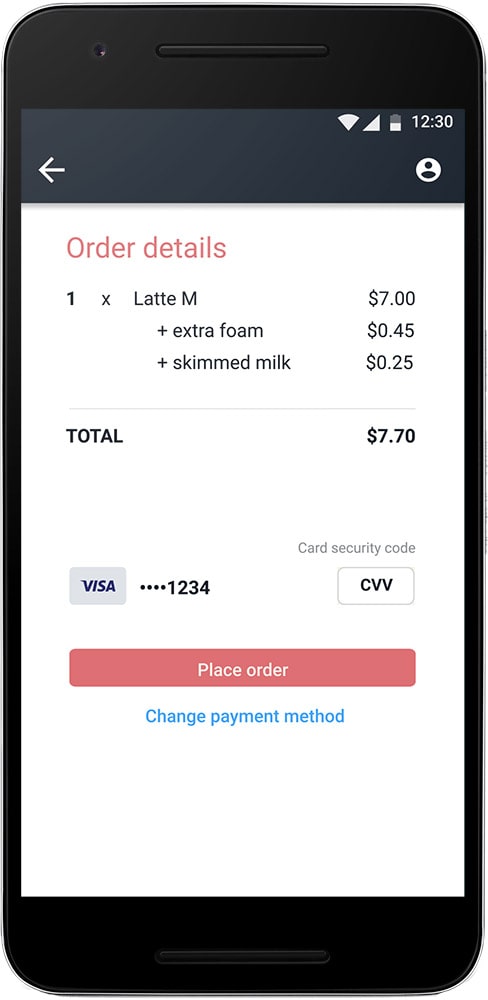 12:30
Order details
1 x Latte M $7.00
+ extra foam $0.45
+ skimmed milk $0.25
TOTAL $7.70
Card security code
VISA ••••1234 CVV
Place order
Change payment method